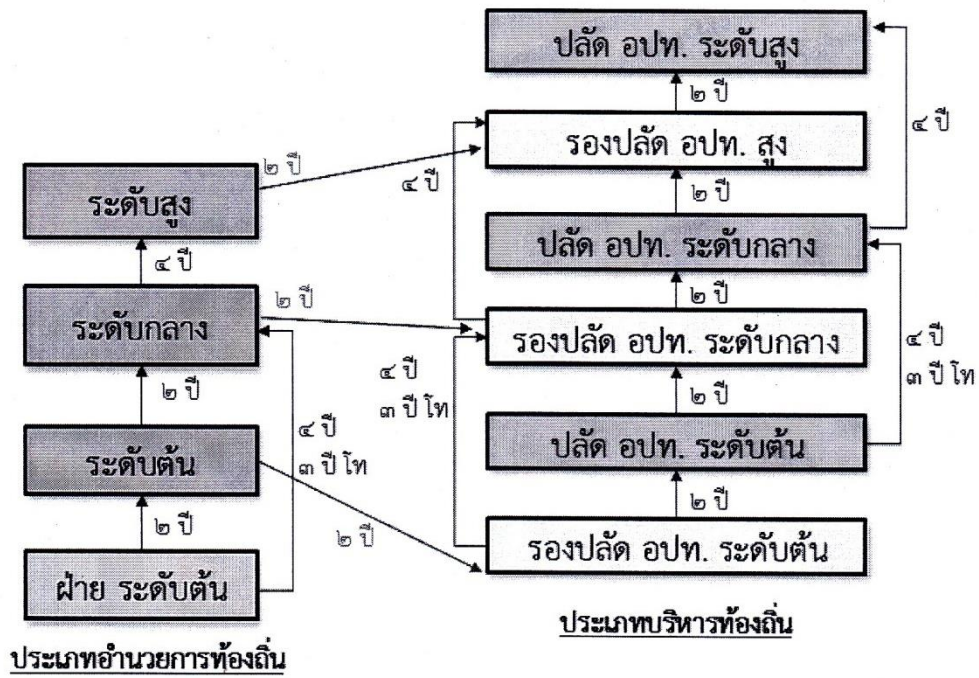 ปลัด อปท. ระดับสูง
๒ ปี
๔ ปี
รองปลัด อปท. สูง
๒ ปี
๔ ปี
ระดับสูง
๒ ปี
๔ ปี
ปลัด อปท. ระดับกลาง
๒ ปี
ระดับกลาง
๒ ปี
รองปลัด อปท. ระดับกลาง
๔ ปี
๓ ปี โท
๒ ปี
๔ ปี
๓ ปี โท
๒ ปี
ระดับต้น
๔ ปี
๓ ปี โท
ปลัด อปท. ระดับต้น
๒ ปี
๒ ปี
๒ ปี
ฝ่าย ระดับต้น
รองปลัด อปท. ระดับต้น
ประเภทอำนวยการท้องถิ่น
ประเภทบริหารท้องถิ่น